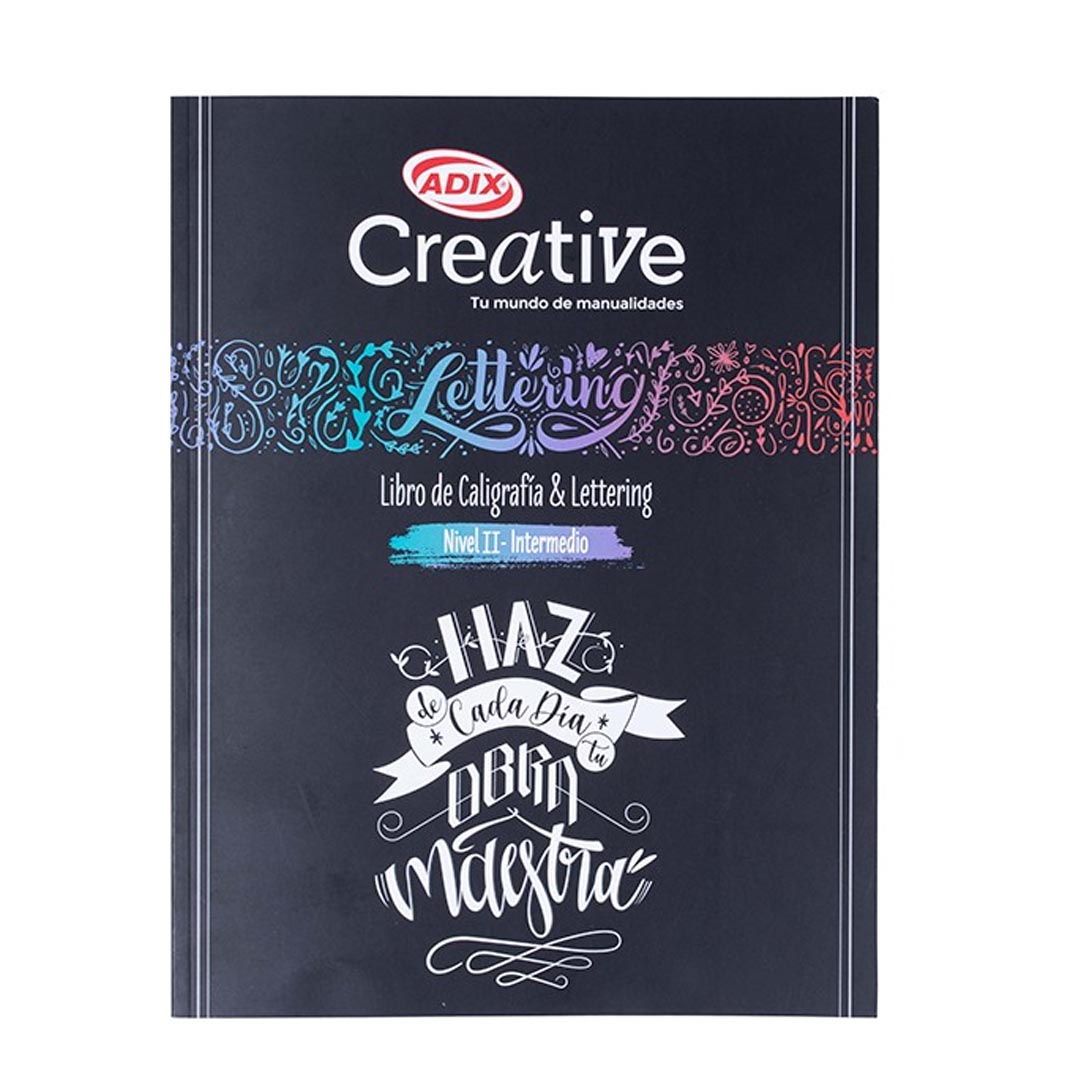 ADIX®
Creative
Tu mundo de manualidades
Lettering
Libro de Caligrafía & Lettering
Nivel II - Intermedio
HAZ
de Cada Día tu
OBRA
maestra